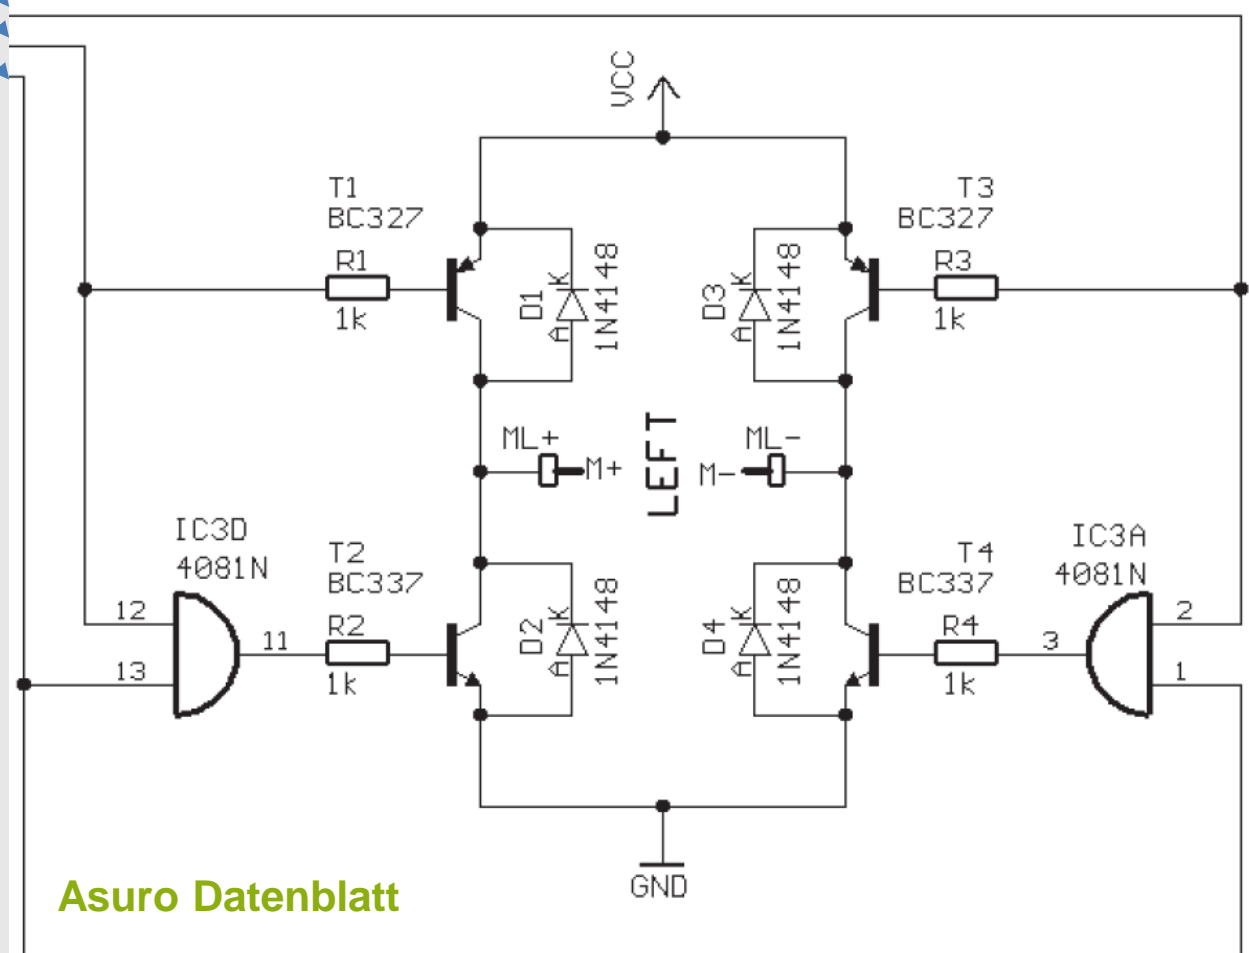 VCC
T1
BC327
T3
BC327
R1
1k
D1
K
A
1N4148
D3
K
A
1N4148
R3
1k
ML+
M+
LEFT
ML-
M-
IC3D
4081N
12
13
11
T2
BC337
R2
1k
D2
K
A
1N4148
D4
K
A
1N4148
T4
BC337
R4
1k
3
IC3A
4081N
2
1
GND
Asuro Datenblatt